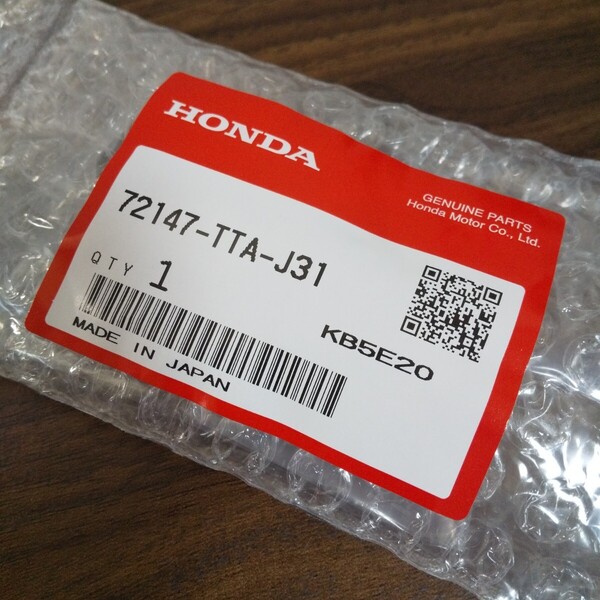 HONDA
GENUINE PARTS
Honda Motor Co., Ltd.
72147-TTA-J31
QTY 1
KB5E20
MADE IN JAPAN